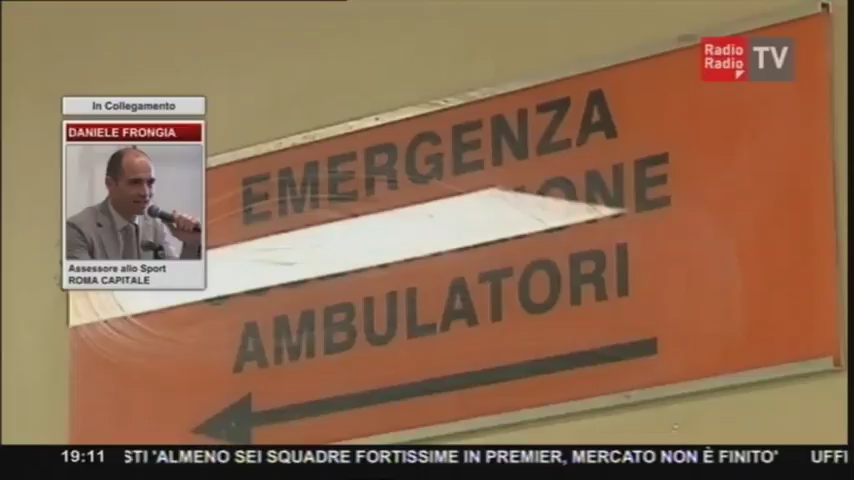 Radio
Radio TV
In Collegamento
DANIELE FRONGIA
Assessore allo Sport
ROMA CAPITALE
EMERGENZA
AMBULATORI
19:11 STI 'ALMENO SEI SQUADRE FORTISSIME IN PREMIER, MERCATO NON È FINITO' UFFI